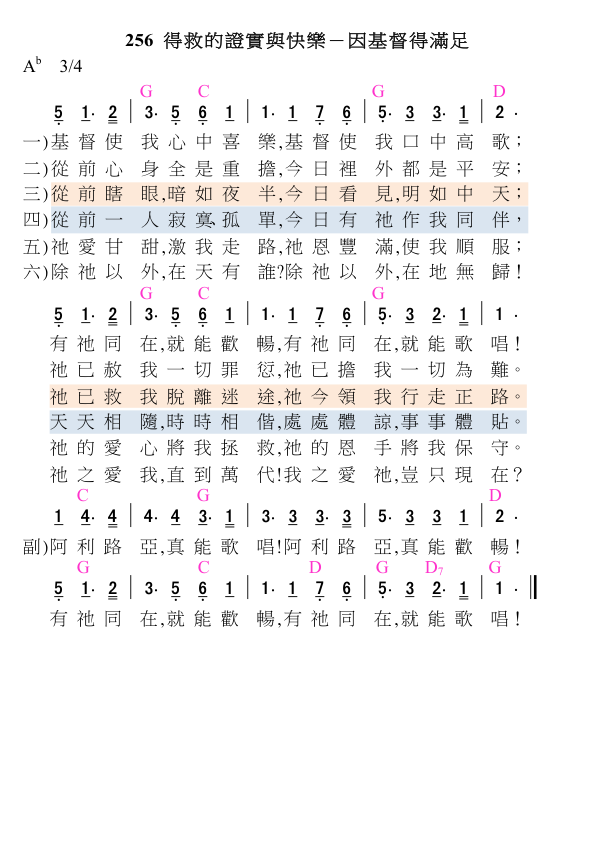 256 得救的證實與快樂－因基督得滿足
Ab 3/4
G C G D
5 1· 2 | 3· 5 6 1 | 1· 1 7 6 | 5· 3 3· 1 | 2 ·
一)基督使 我心中喜 樂,基督使 我口中高 歌；
二)從前心 身全是重 擔,今日裡 外都是平 安；
三)從前瞎 眼,暗如夜 半,今日看 見,明如中 天；
四)從前一 人寂寞、孤 單,今日有 祂作我同 伴，
五)祂愛甘 甜,激我走 路,祂恩豐 滿,使我順 服；
六)除祂以 外,在天有 誰?除祂以 外,在地無 歸！
G C G
5 1· 2 | 3· 5 6 1 | 1· 1 7 6 | 5· 3 2· 1 | 1 ·
有祂同 在,就能歡 暢,有祂同 在,就能歌 唱！
祂已赦 我一切罪 愆,祂已擔 我一切為 難。
祂已救 我脫離迷 途,祂今領 我行走正 路。
天天相 隨,時時相 偕,處處體 諒,事事體 貼。
祂的愛 心將我拯 救,祂的恩 手將我保 守。
祂之愛 我,直到萬 代!我之愛 祂,豈只現 在？
C G D
1 4· 4 | 4· 4 3· 1 | 3· 3 3· 3 | 5· 3 3 1 | 2 ·
副)阿利路 亞,真能歌 唱!阿利路 亞,真能歡 暢！
G C D G D7 G
5 1· 2 | 3· 5 6 1 | 1· 1 7 6 | 5· 3 2· 1 | 1 ·
有祂同 在,就能歡 暢,有祂同 在,就能歌 唱！